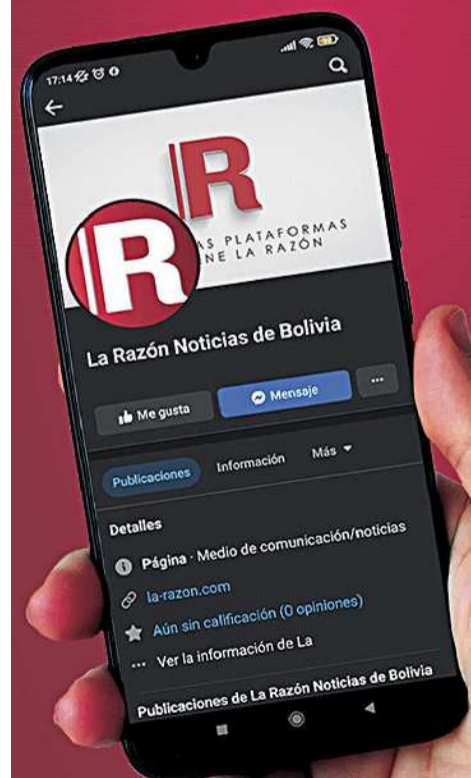 17:14
R
R
AS PLATAFORMAS
NE LA RAZÓN
La Razón Noticias de Bolivia
Me gusta
Mensaje
Publicaciones
Información
Más
Detalles
Página · Medio de comunicación/noticias
la-razon.com
Aún sin calificación (0 opiniones)
Ver la información de La
Publicaciones de La Razón Noticias de Bolivia